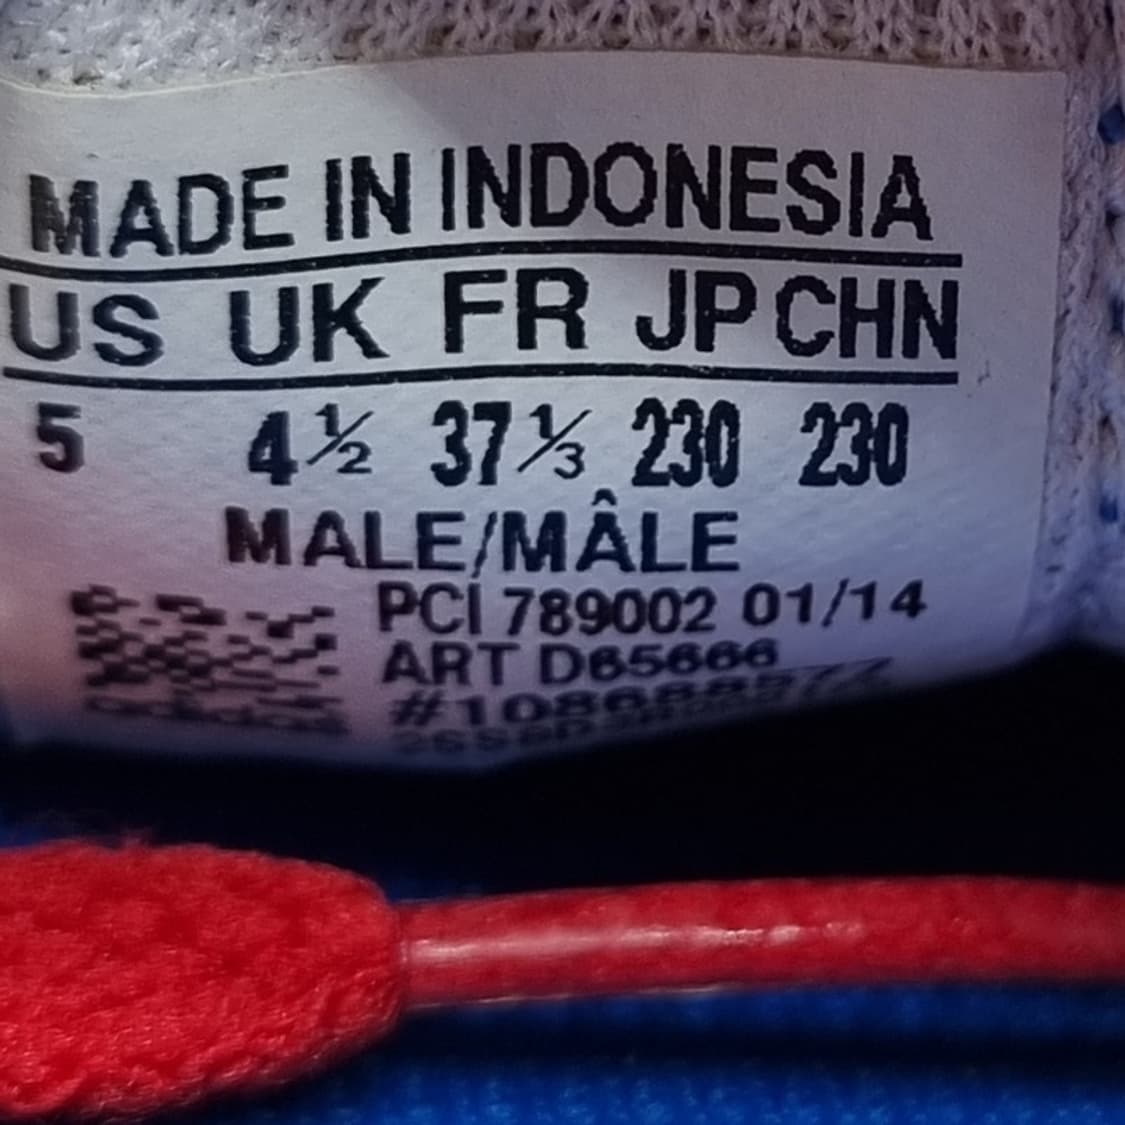 MADE IN INDONESIA
US UK FR JP CHN
5 4½ 37⅓ 230 230
MALE/MÂLE
PCI 789002 01/14
ART D65666
adidas